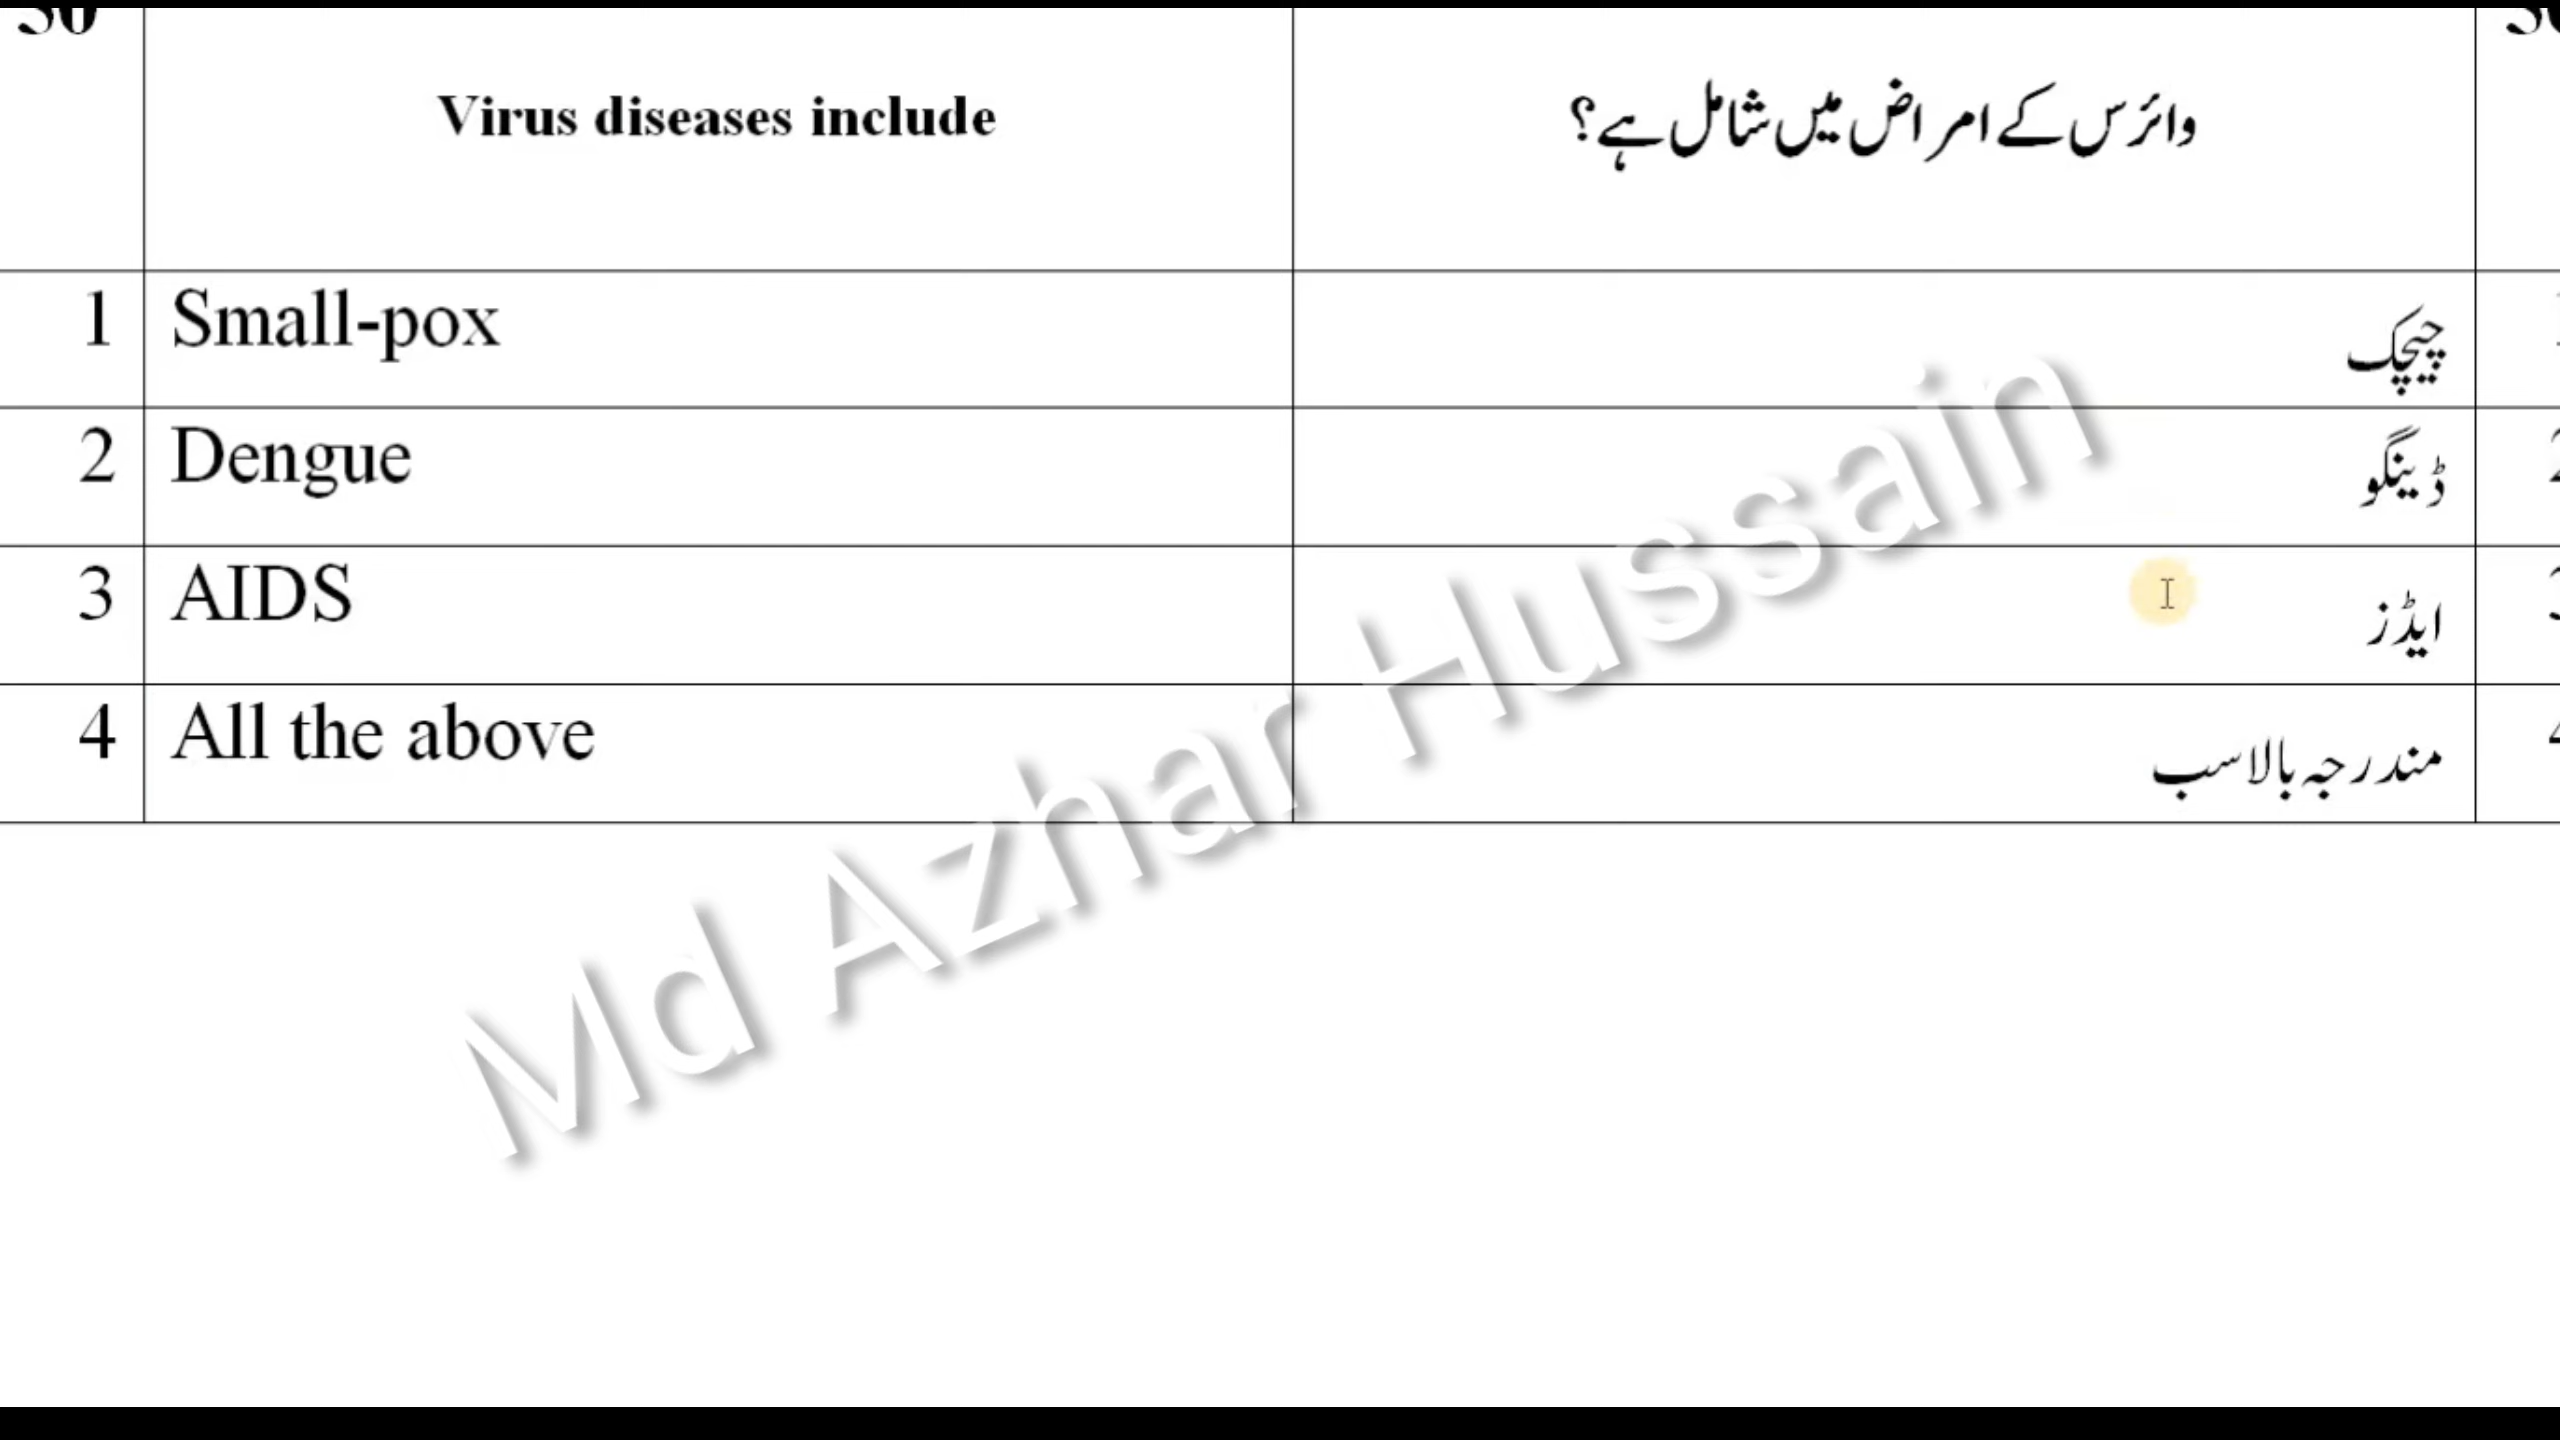 Virus diseases include
وائرس کے امراض میں شامل ہے؟
1 Small-pox
چیچک
2 Dengue
ڈینگو
3 AIDS
ایڈز
4 All the above
مندرجہ بالا سب
Md Azhar Hussain